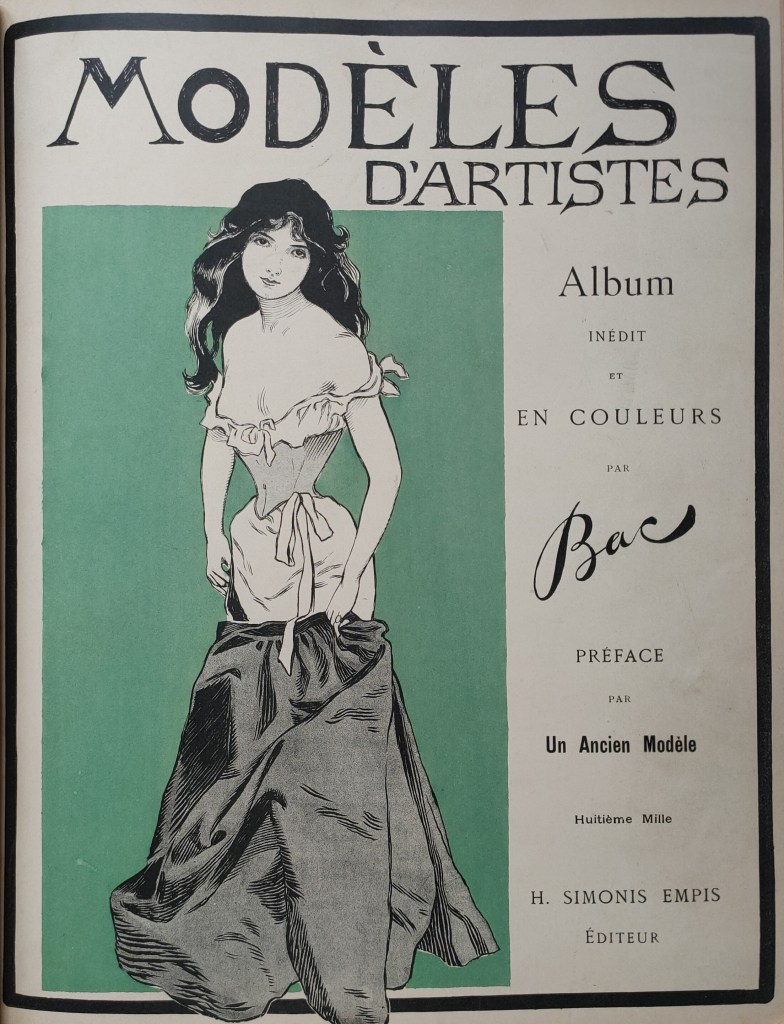 MODÈLES
D'ARTISTES
Album
INÉDIT
ET
EN COULEURS
PAR
Bac
PRÉFACE
PAR
Un Ancien Modèle
Huitième Mille
H. SIMONIS EMPIS
ÉDITEUR